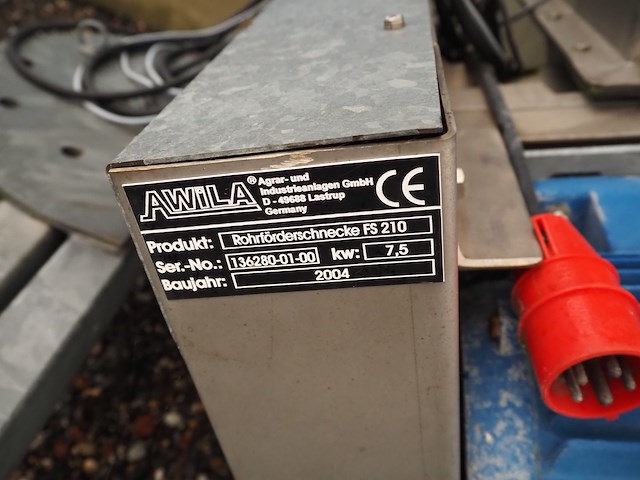 AWiLA®
Agrar- und
Industrieanlagen GmbH
D - 49688 Lastrup
Germany
CE
Produkt: Rohrförderschnecke FS 210
Ser.-No.: 136280-01-00 kw: 7,5
Baujahr: 2004